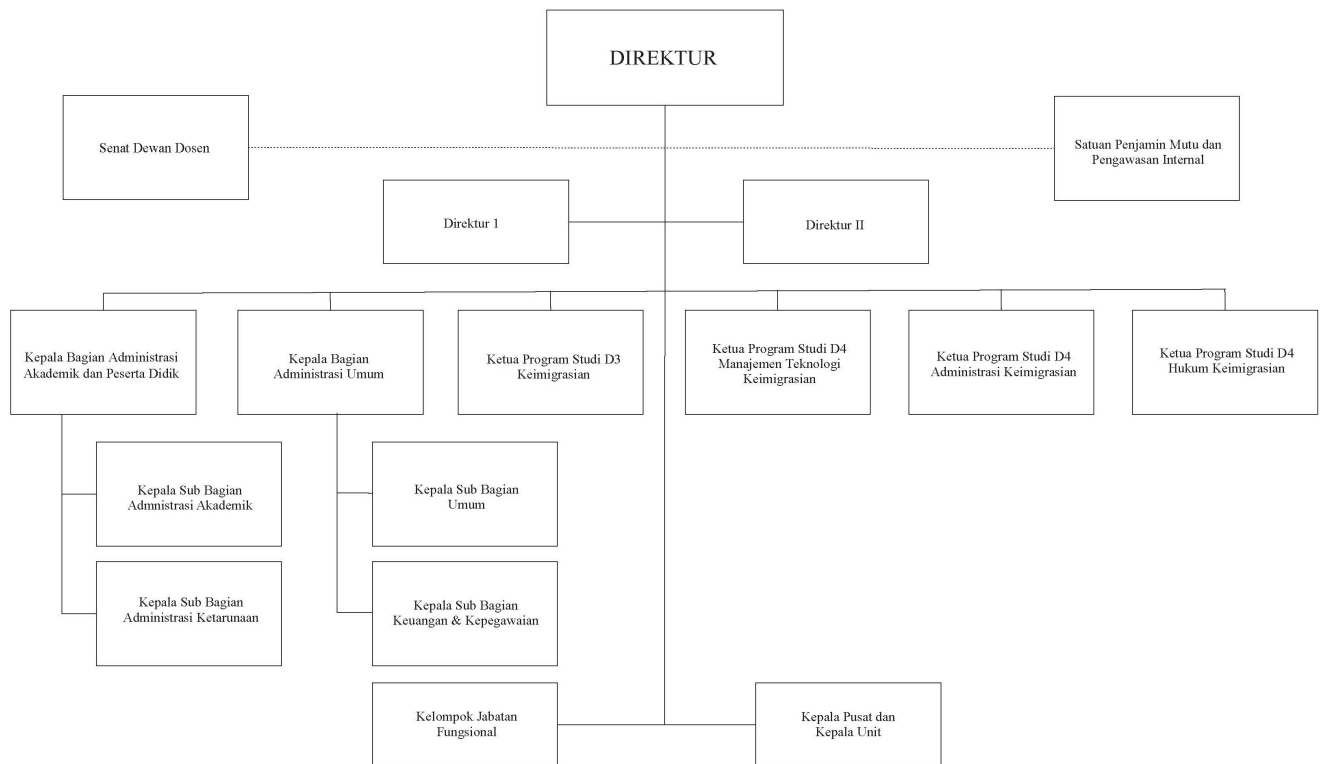 DIREKTUR
Senat Dewan Dosen
Satuan Penjamin Mutu dan
Pengawasan Internal
Direktur 1
Direktur II
Kepala Bagian Administrasi
Akademik dan Peserta Didik
Kepala Bagian
Administrasi Umum
Ketua Program Studi D3
Keimigrasian
Ketua Program Studi D4
Manajemen Teknologi
Keimigrasian
Ketua Program Studi D4
Administrasi Keimigrasian
Ketua Program Studi D4
Hukum Keimigrasian
Kepala Sub Bagian
Admnistrasi Akademik
Kepala Sub Bagian
Umum
Kepala Sub Bagian
Administrasi Ketarunaan
Kepala Sub Bagian
Keuangan & Kepegawaian
Kelompok Jabatan
Fungsional
Kepala Pusat dan
Kepala Unit